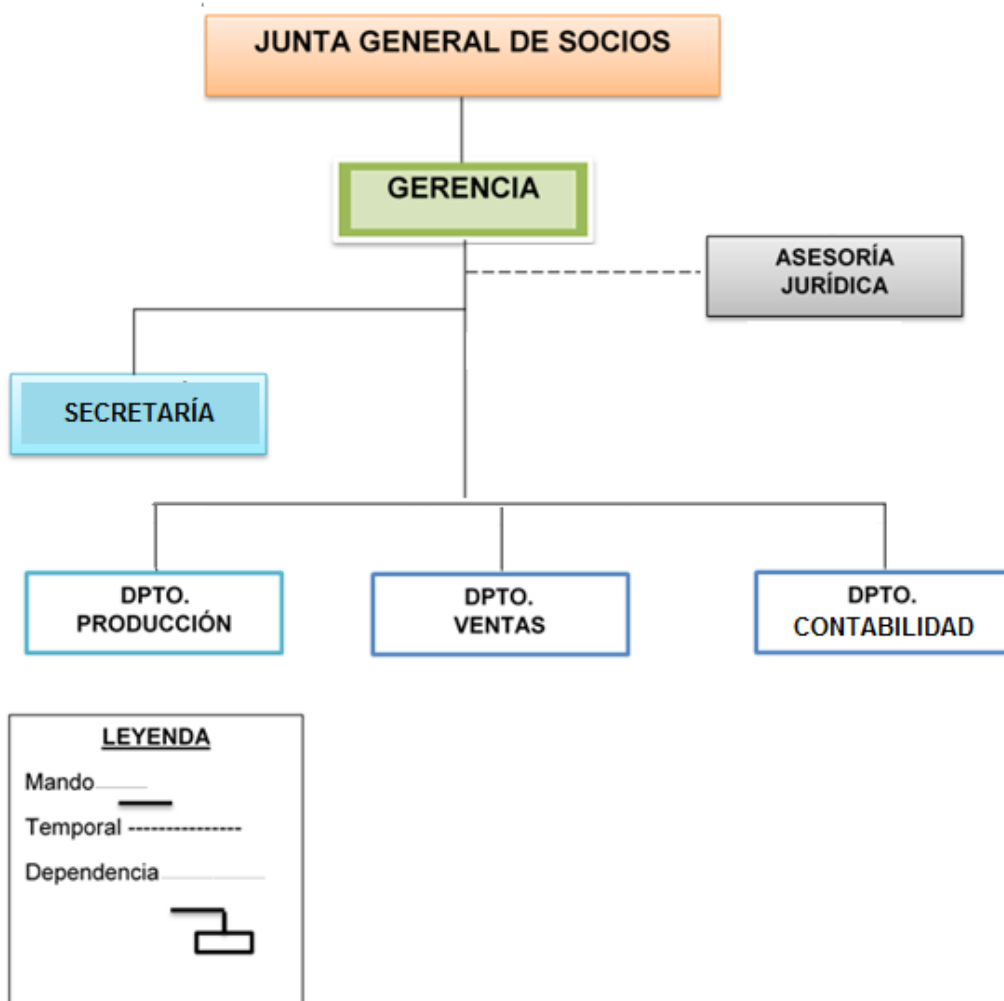 JUNTA GENERAL DE SOCIOS
GERENCIA
ASESORÍA
JURÍDICA
SECRETARÍA
DPTO.
PRODUCCIÓN
DPTO.
VENTAS
DPTO.
CONTABILIDAD
LEYENDA
Mando
Temporal ---------------
Dependencia